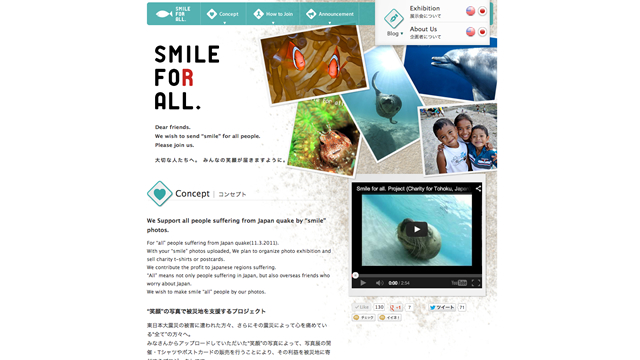 SMILE
FOR
ALL.
Concept
How to Join
Announcement
Blog
Exhibition
展示会について
About Us
企画者について
SMILE
FOR
ALL.
Dear friends.
We wish to send "smile" for all people.
Please join us.
大切な人たちへ。 みんなの笑顔が届きますように。
Concept コンセプト
We Support all people suffering from Japan quake by "smile"
photos.
For "all" people suffering from Japan quake(11.3.2011).
With your "smile" photos uploaded, We plan to organize photo exhibition and
sell charity t-shirts or postcards.
We contribute the profit to Japanese regions suffering.
"All" means not only people suffering in Japan, but also overseas friends who
worry about Japan.
We wish to make smile "all" people by our photos.
"笑顔"の写真で被災地を支援するプロジェクト
東日本大震災の被害に遭われた方々、さらにその震災によって心を痛めている
"全て"の方々へ。
みなさんからアップロードしていただいた"笑顔"の写真によって、写真展の開
催・Tシャツやポストカードの販売を行うことにより、その利益を被災地に寄
Smile for all. Project (Charity for Tohoku, Japan
0:00 / 2:54
YouTube
130
+1
7
ツイート
71
チェック
イイネ!